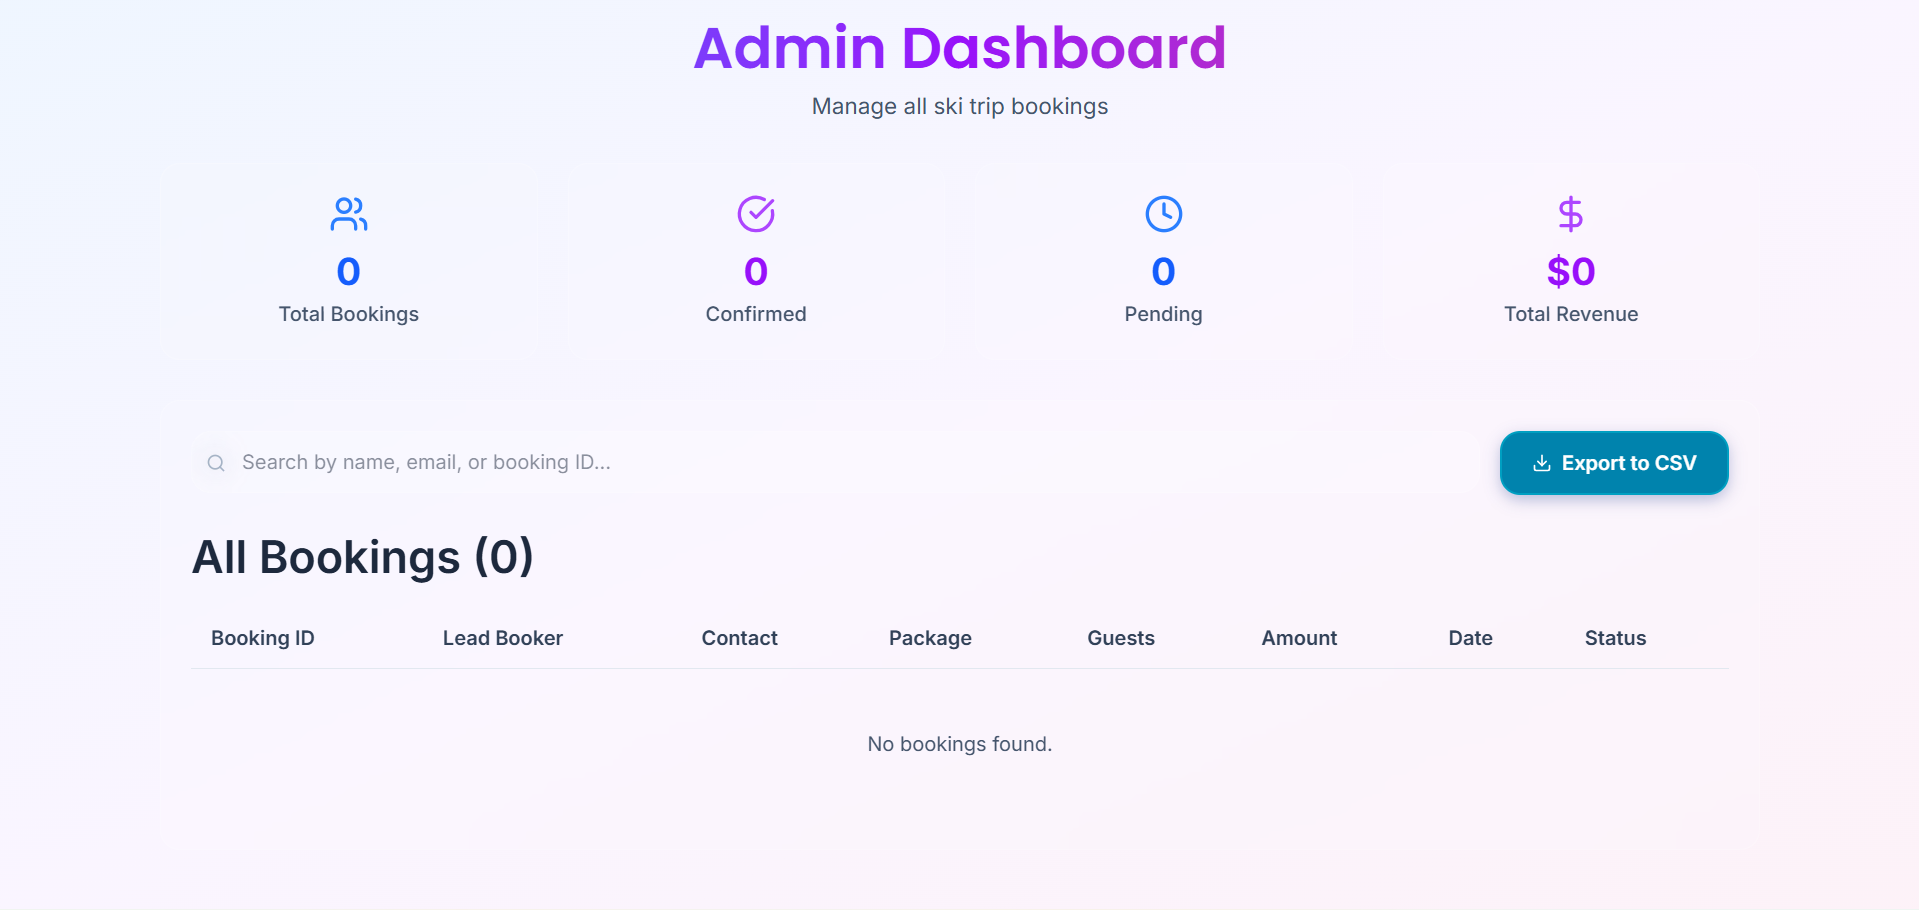 Admin Dashboard
Manage all ski trip bookings
0
Total Bookings
0
Confirmed
0
Pending
$0
Total Revenue
Search by name, email, or booking ID...
Export to CSV
All Bookings (0)
Booking ID Lead Booker Contact Package Guests Amount Date Status
No bookings found.